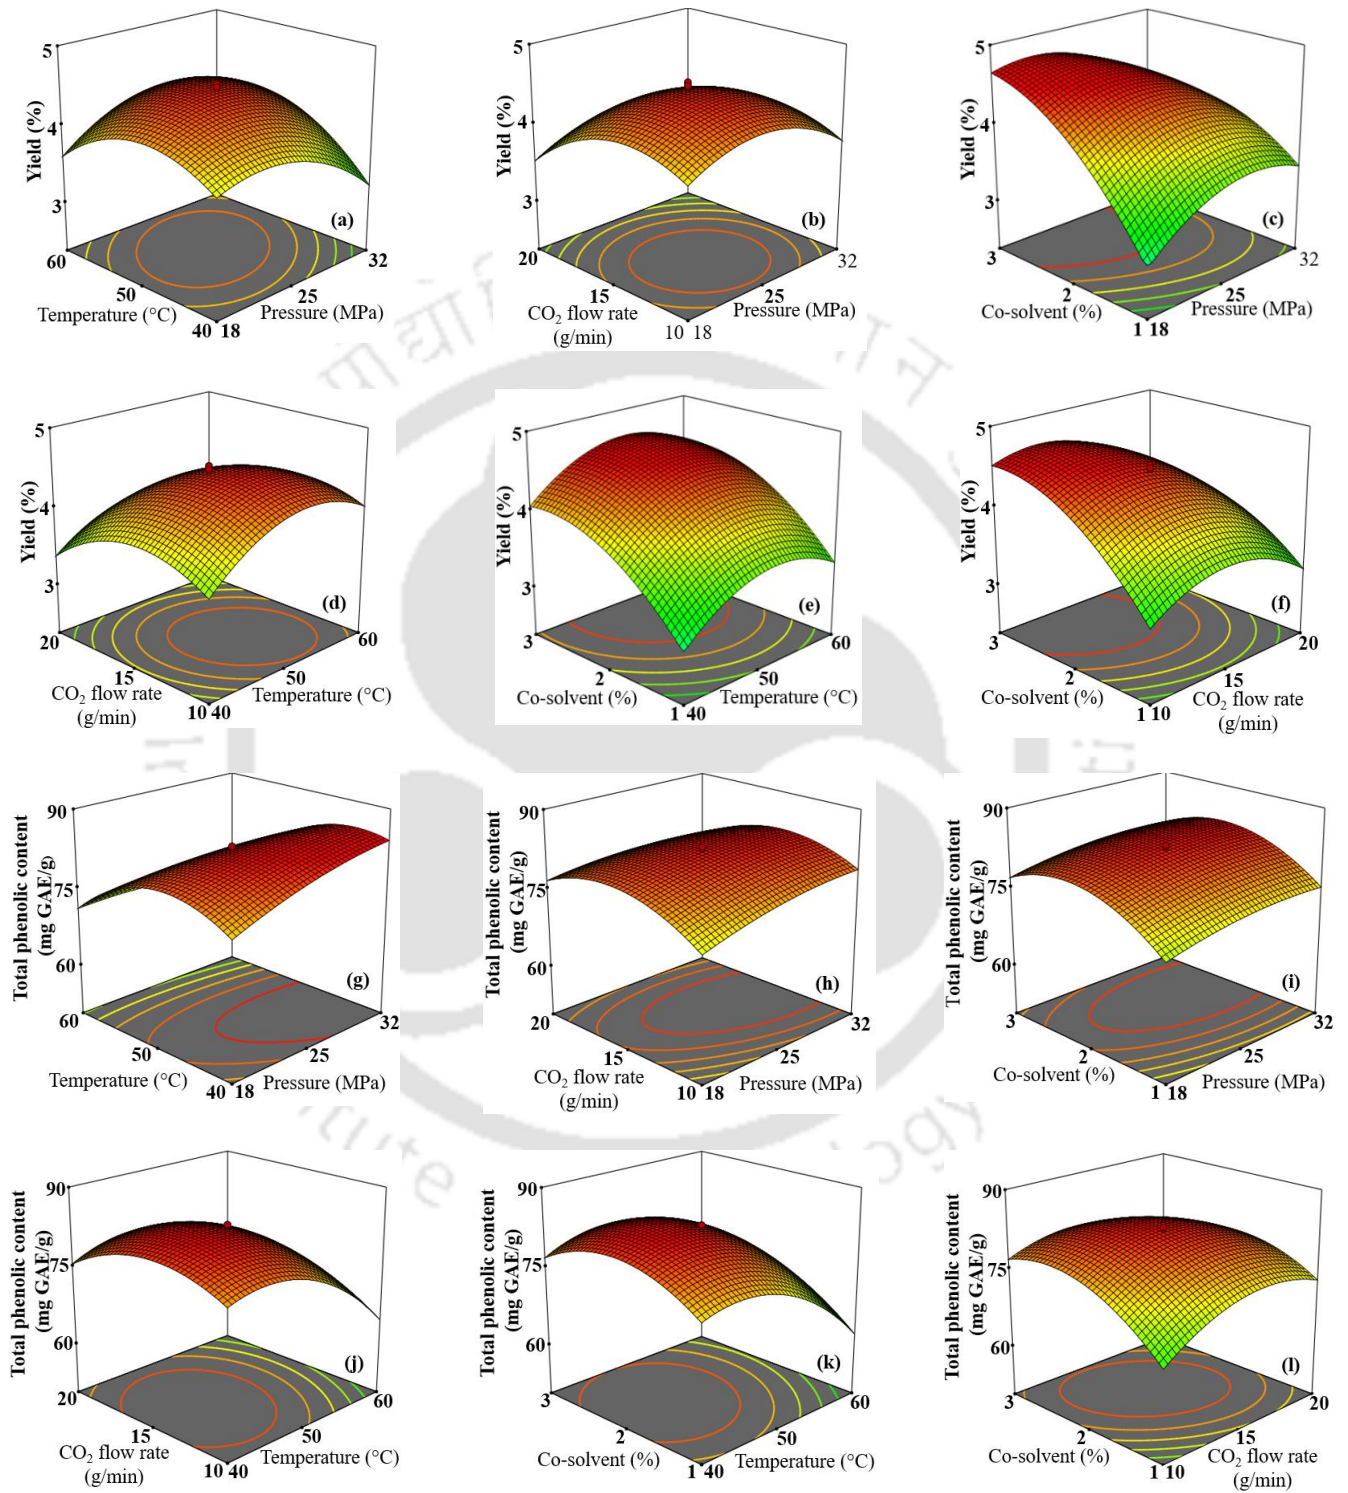 5
4
3
Yield (%)
(a)
60
50
40 18
25
32
Temperature (°C)
Pressure (MPa)
5
4
3
Yield (%)
(b)
20
15
10 18
25
32
CO2 flow rate
(g/min)
Pressure (MPa)
5
4
3
Yield (%)
(c)
3
2
1 18
25
32
Co-solvent (%)
Pressure (MPa)
5
4
3
Yield (%)
(d)
20
15
10 40
50
60
CO2 flow rate
(g/min)
Temperature (°C)
5
4
3
Yield (%)
(e)
3
2
1 40
50
60
Co-solvent (%)
Temperature (°C)
5
4
3
Yield (%)
(f)
3
2
1 10
15
20
Co-solvent (%)
CO2 flow rate
(g/min)
90
75
60
Total phenolic content
(mg GAE/g)
(g)
60
50
40 18
25
32
Temperature (°C)
Pressure (MPa)
90
75
60
Total phenolic content
(mg GAE/g)
(h)
20
15
10 18
25
32
CO2 flow rate
(g/min)
Pressure (MPa)
90
75
60
Total phenolic content
(mg GAE/g)
(i)
3
2
1 18
25
32
Co-solvent (%)
Pressure (MPa)
90
75
60
Total phenolic content
(mg GAE/g)
(j)
20
15
10 40
50
60
CO2 flow rate
(g/min)
Temperature (°C)
90
75
60
Total phenolic content
(mg GAE/g)
(k)
3
2
1 40
50
60
Co-solvent (%)
Temperature (°C)
90
75
60
Total phenolic content
(mg GAE/g)
(l)
3
2
1 10
15
20
Co-solvent (%)
CO2 flow rate
(g/min)